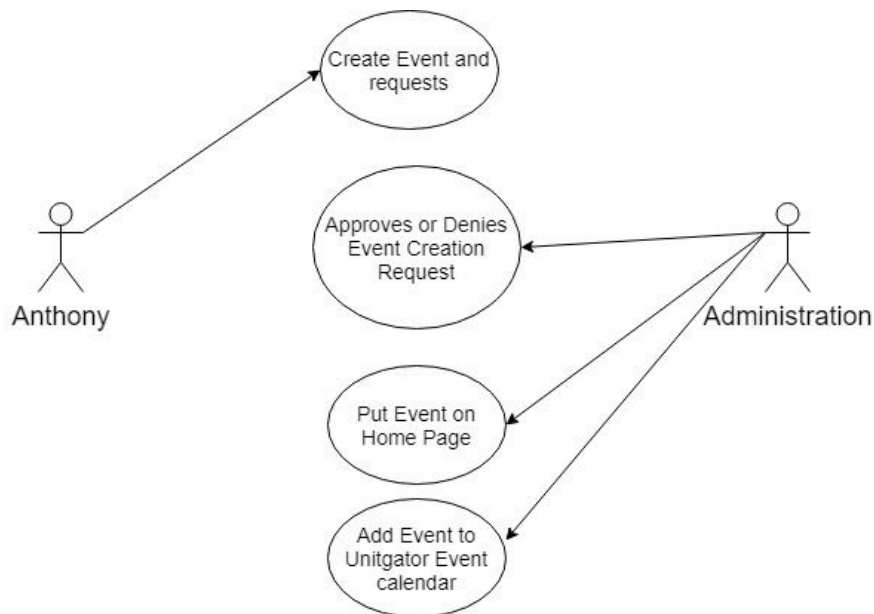 Create Event and
requests
Approves or Denies
Event Creation
Request
Anthony
Administration
Put Event on
Home Page
Add Event to
Unitgator Event
calendar